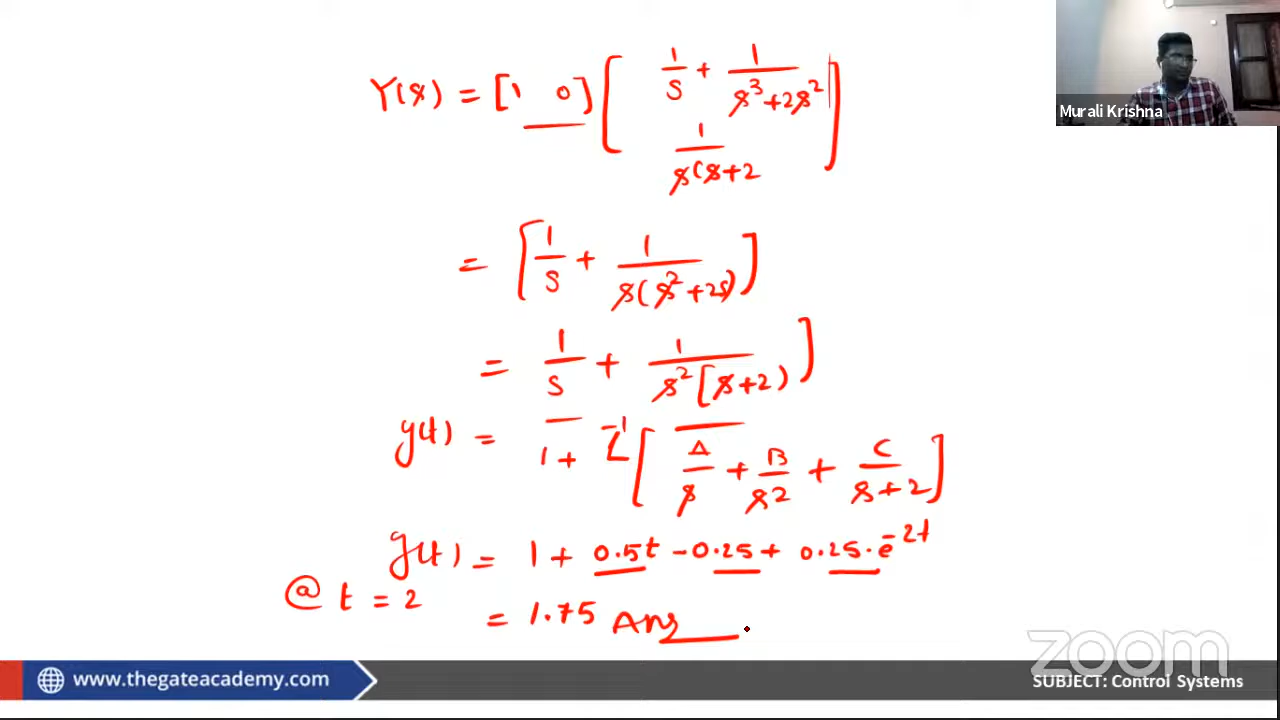 Y(s) = [1 0] [ 1/s + 1/(s³+2s²)
1/(s(s+2) ]
= [ 1/s + 1/(s(s²+2s)) ]
= 1/s + 1/(s²[s+2)) ]
y(t) = 1 + L⁻¹ [ A/s + B/s² + C/(s+2) ]
y(t) = 1 + 0.5t - 0.25 + 0.25·e⁻²ᵗ
@ t = 2
= 1.75 Ans
Murali Krishna
zoom
www.thegateacademy.com
SUBJECT: Control Systems